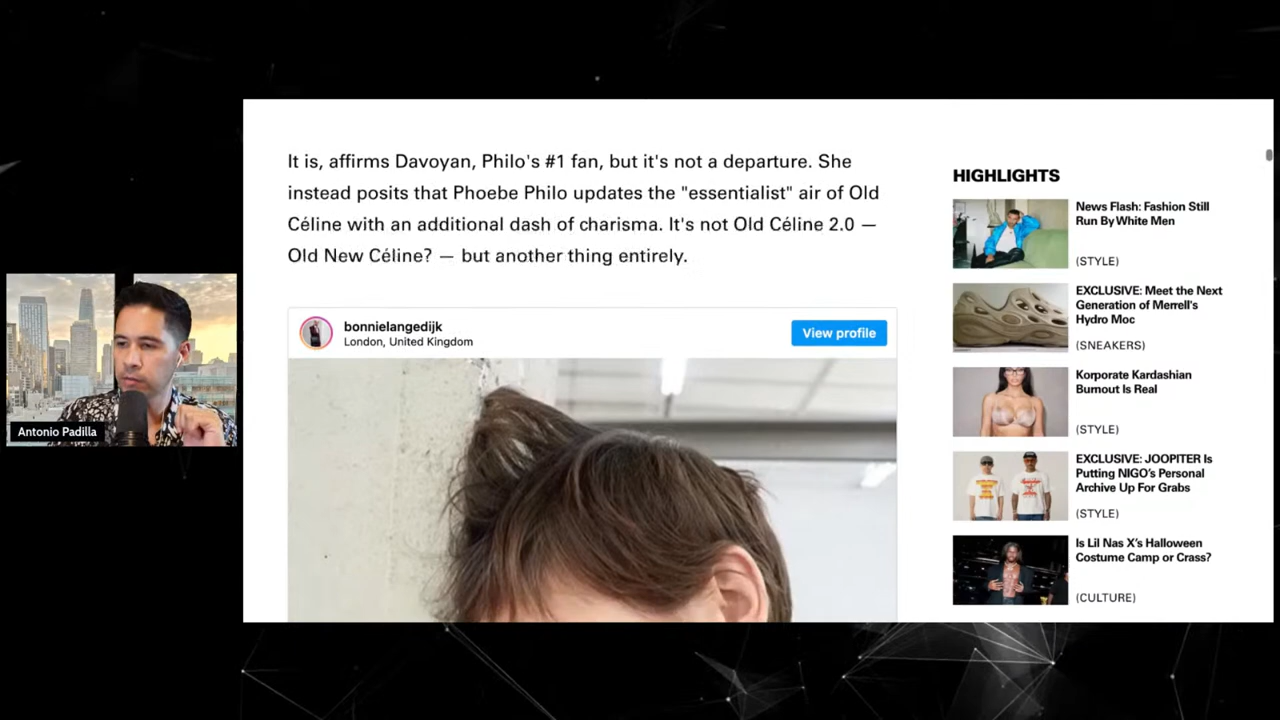 It is, affirms Davoyan, Philo's #1 fan, but it's not a departure. She
instead posits that Phoebe Philo updates the "essentialist" air of Old
Céline with an additional dash of charisma. It's not Old Céline 2.0 —
Old New Céline? — but another thing entirely.
bonnielangedijk
London, United Kingdom
View profile
HIGHLIGHTS
News Flash: Fashion Still
Run By White Men
(STYLE)
EXCLUSIVE: Meet the Next
Generation of Merrell's
Hydro Moc
(SNEAKERS)
Korporate Kardashian
Burnout Is Real
(STYLE)
EXCLUSIVE: JOOPITER Is
Putting NIGO's Personal
Archive Up For Grabs
(STYLE)
Is Lil Nas X's Halloween
Costume Camp or Crass?
(CULTURE)
Antonio Padilla